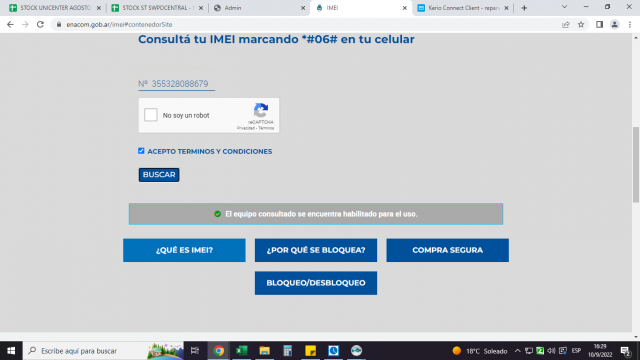 STOCK UNICENTER AGOSTO
STOCK ST SWPOCENTRAL - 
Admin
IMEI
Kerio Connect Client - repa
enacom.gob.ar/imei#contenedorSite
Consultá tu IMEI marcando *#06# en tu celular
Nº 355328088679
No soy un robot
reCAPTCHA
Privacidad - Términos
ACEPTO TERMINOS Y CONDICIONES
BUSCAR
El equipo consultado se encuentra habilitado para el uso.
¿QUÉ ES IMEI?
¿POR QUÉ SE BLOQUEA?
COMPRA SEGURA
BLOQUEO/DESBLOQUEO
Escribe aquí para buscar
18°C Soleado
ESP
16:29
10/9/2022